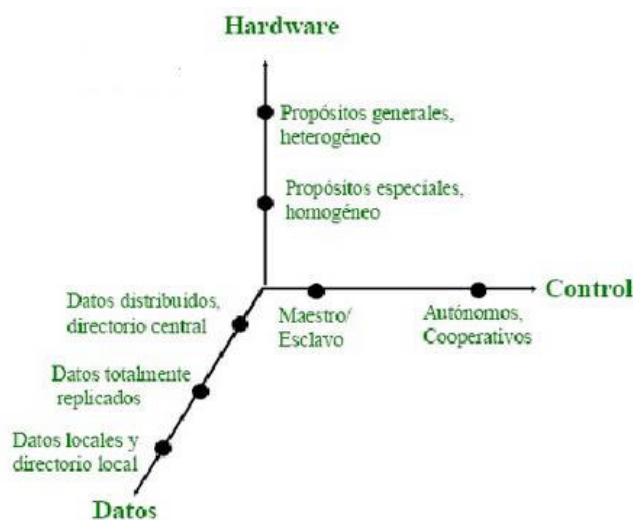 Hardware
Propósitos generales,
heterogéneo
Propósitos especiales,
homogéneo
Control
Maestro/
Esclavo
Autónomos,
Cooperativos
Datos distribuidos,
directorio central
Datos totalmente
replicados
Datos locales y
directorio local
Datos